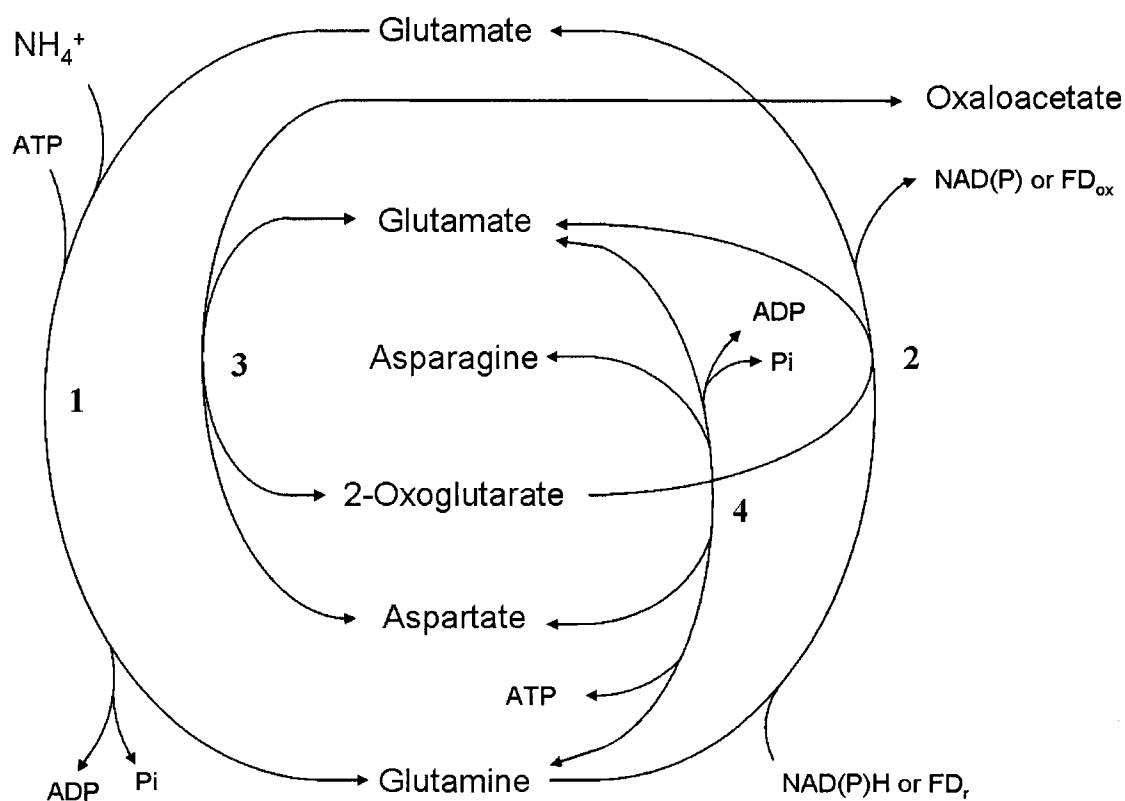 Glutamate
NH₄⁺
Oxaloacetate
ATP
NAD(P) or FDox
Glutamate
ADP
Asparagine
Pi
3
2
1
2-Oxoglutarate
4
Aspartate
ATP
ADP
Pi
Glutamine
NAD(P)H or FDr